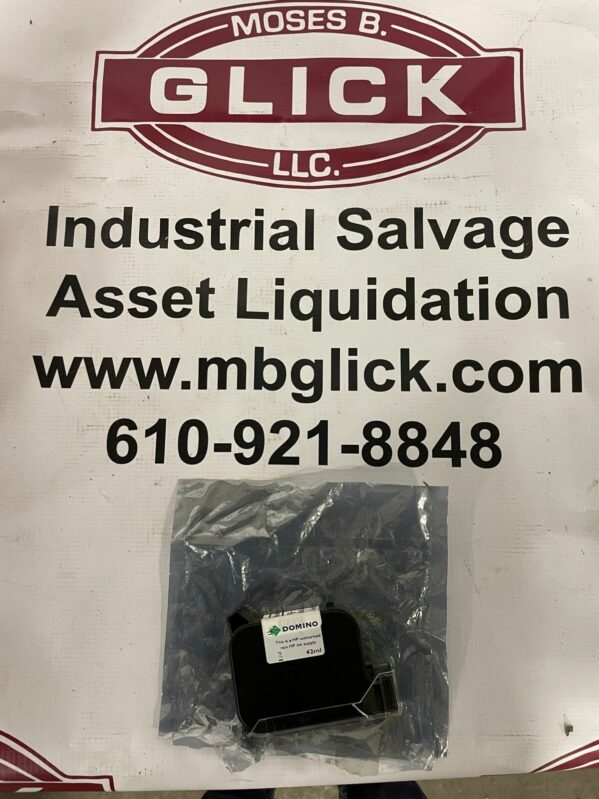 MOSES B.
GLICK
LLC.
Industrial Salvage
Asset Liquidation
www.mbglick.com
610-921-8848
DOMINO
This is a HP authorized
non HP ink supply
42ml